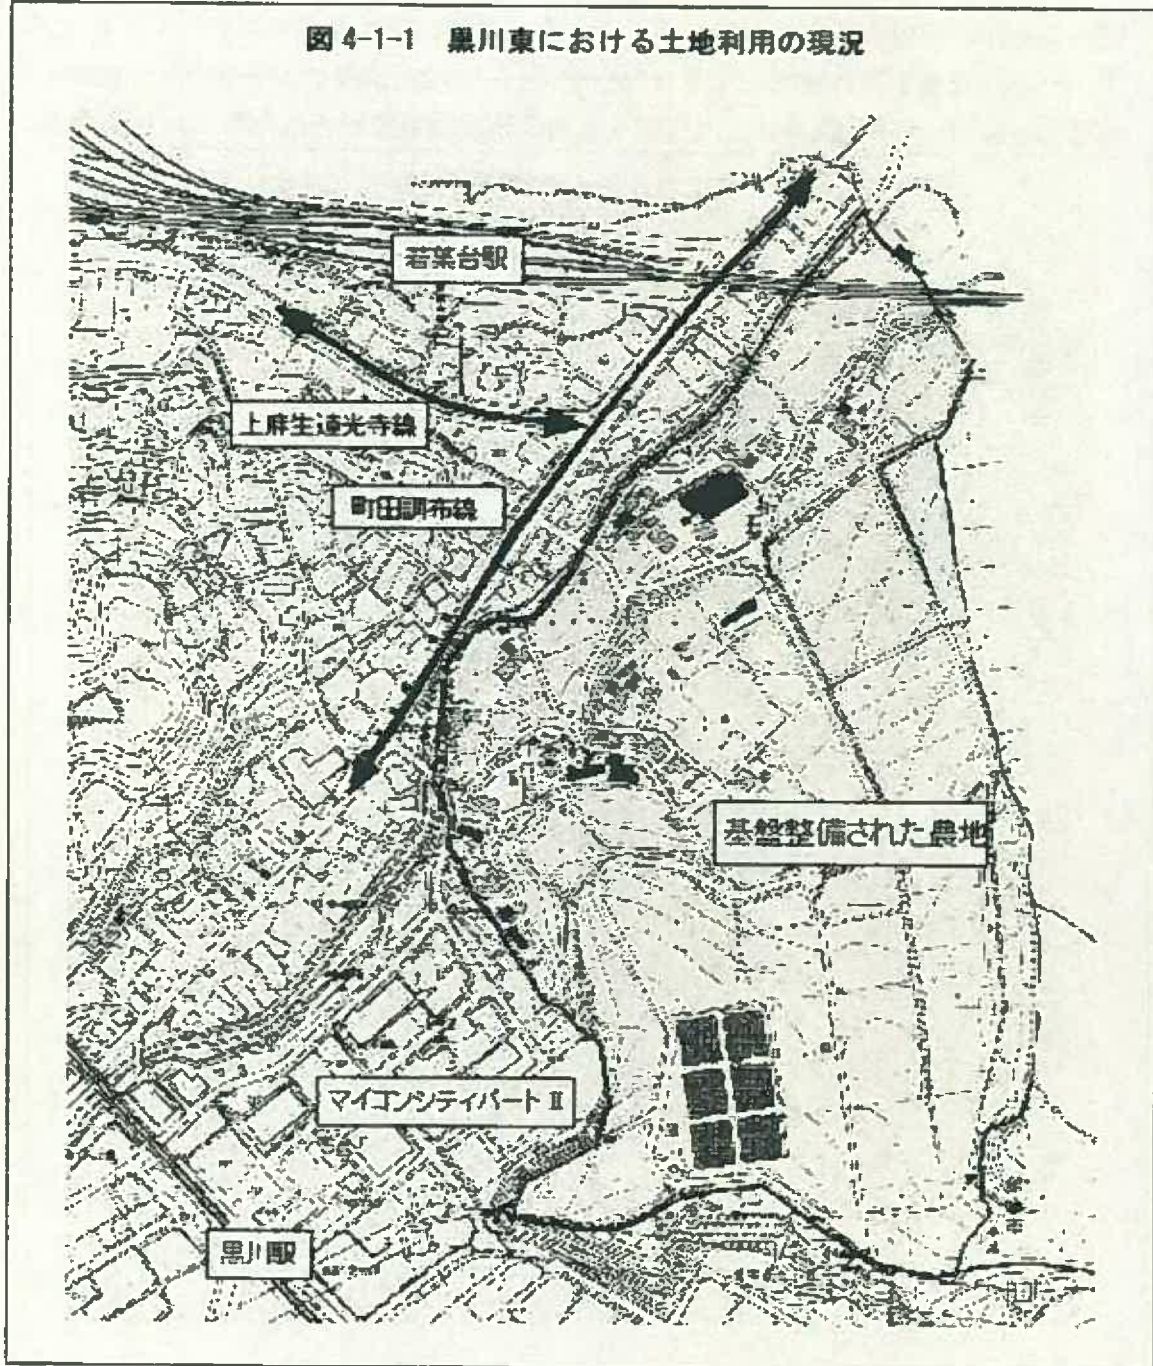 図 4-1-1 黒川東における土地利用の現況
若葉台駅
上麻生連光寺線
町田調布線
基盤整備された農地
マイコンシティパート Ⅱ
黒川駅